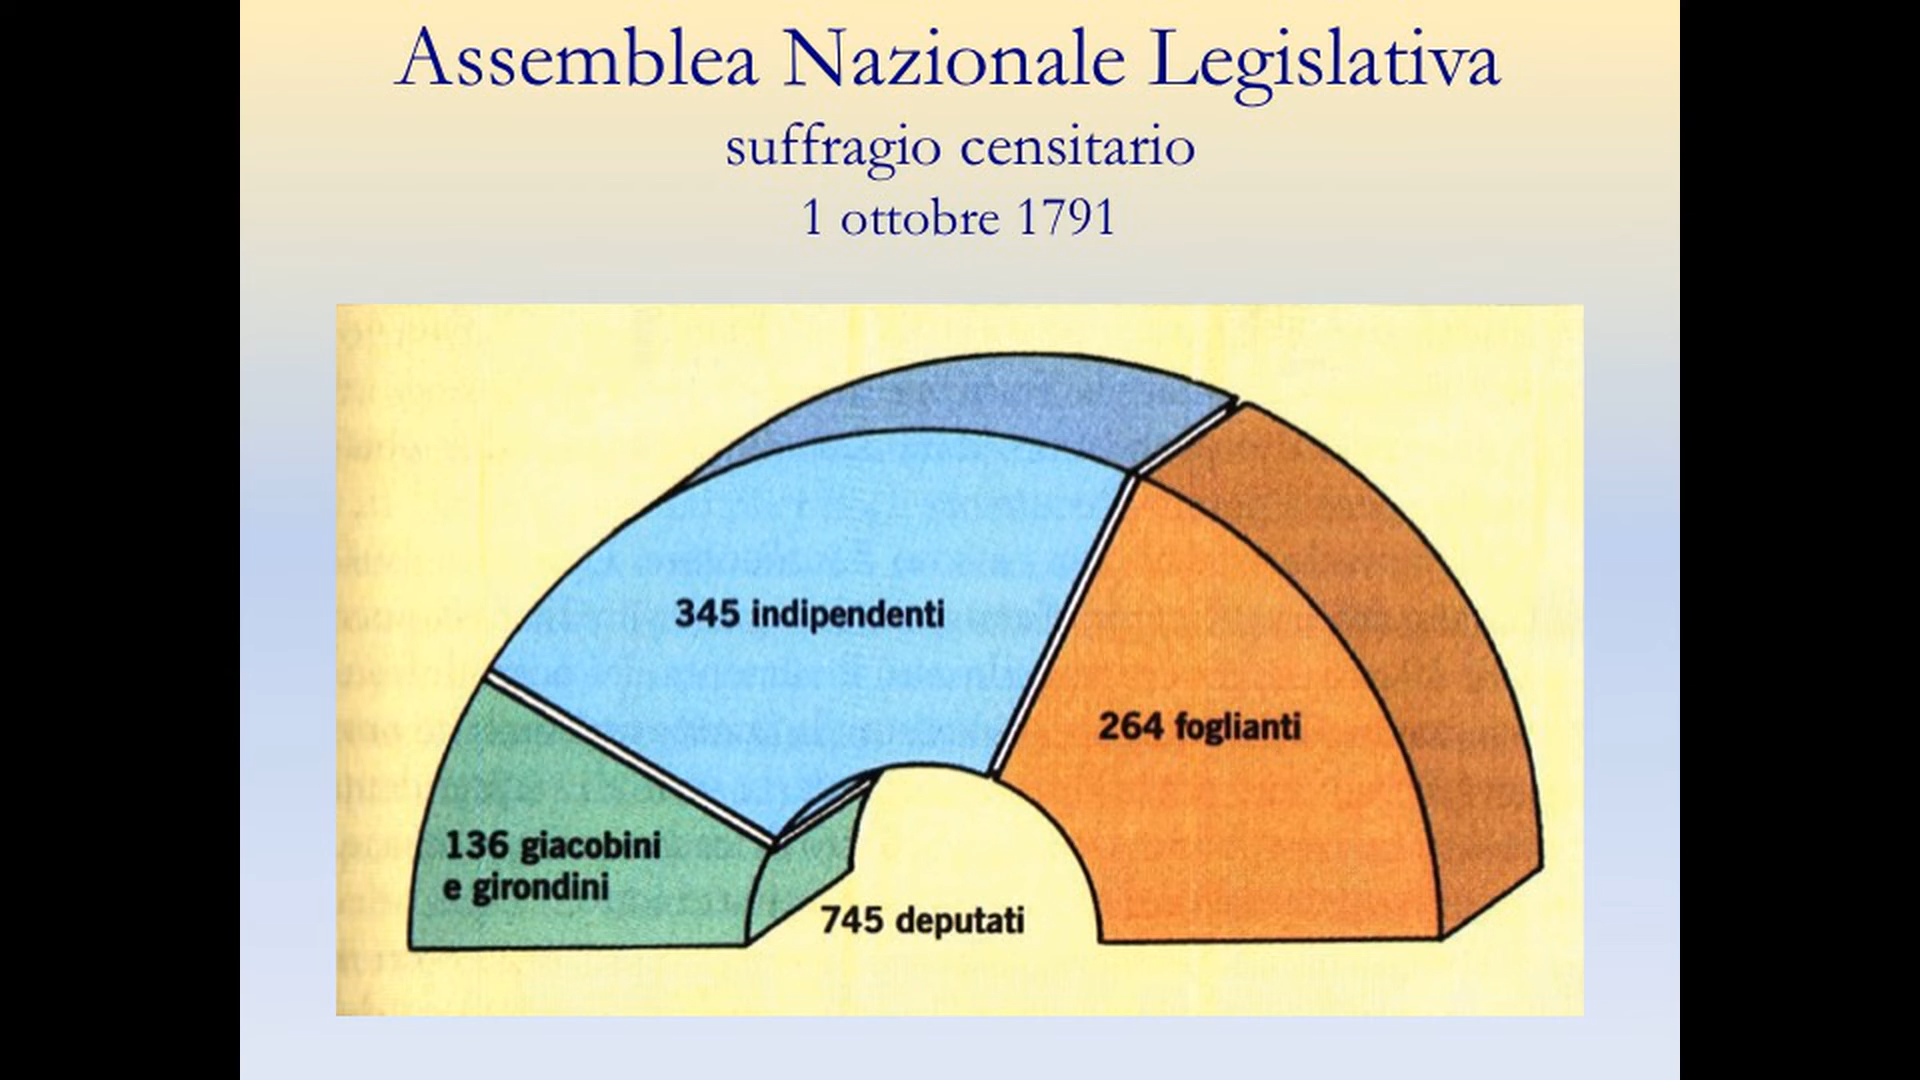 Assemblea Nazionale Legislativa
suffragio censitario
1 ottobre 1791
345 indipendenti
264 foglianti
136 giacobini
e girondini
745 deputati